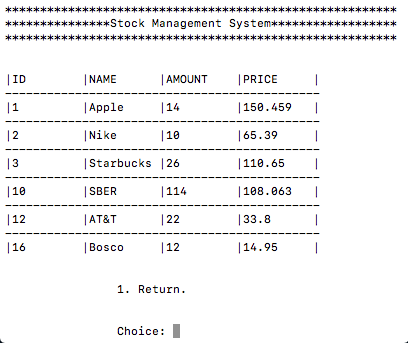 ********************************************************
***************Stock Management System******************
********************************************************
|ID |NAME |AMOUNT |PRICE |
---------------------------------------------
|1 |Apple |14 |150.459 |
---------------------------------------------
|2 |Nike |10 |65.39 |
---------------------------------------------
|3 |Starbucks |26 |110.65 |
---------------------------------------------
|10 |SBER |114 |108.063 |
---------------------------------------------
|12 |AT&T |22 |33.8 |
---------------------------------------------
|16 |Bosco |12 |14.95 |
---------------------------------------------
1. Return.
Choice: